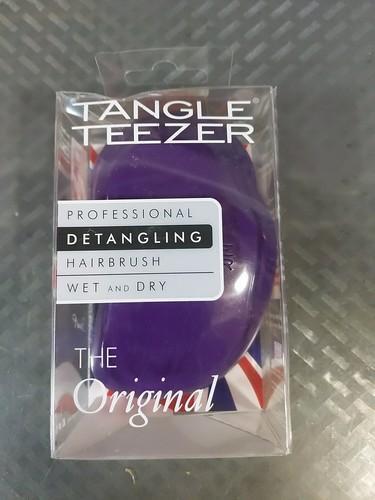 TANGLE®
TEEZER
PROFESSIONAL
DETANGLING
HAIRBRUSH
WET AND DRY
THE
Original